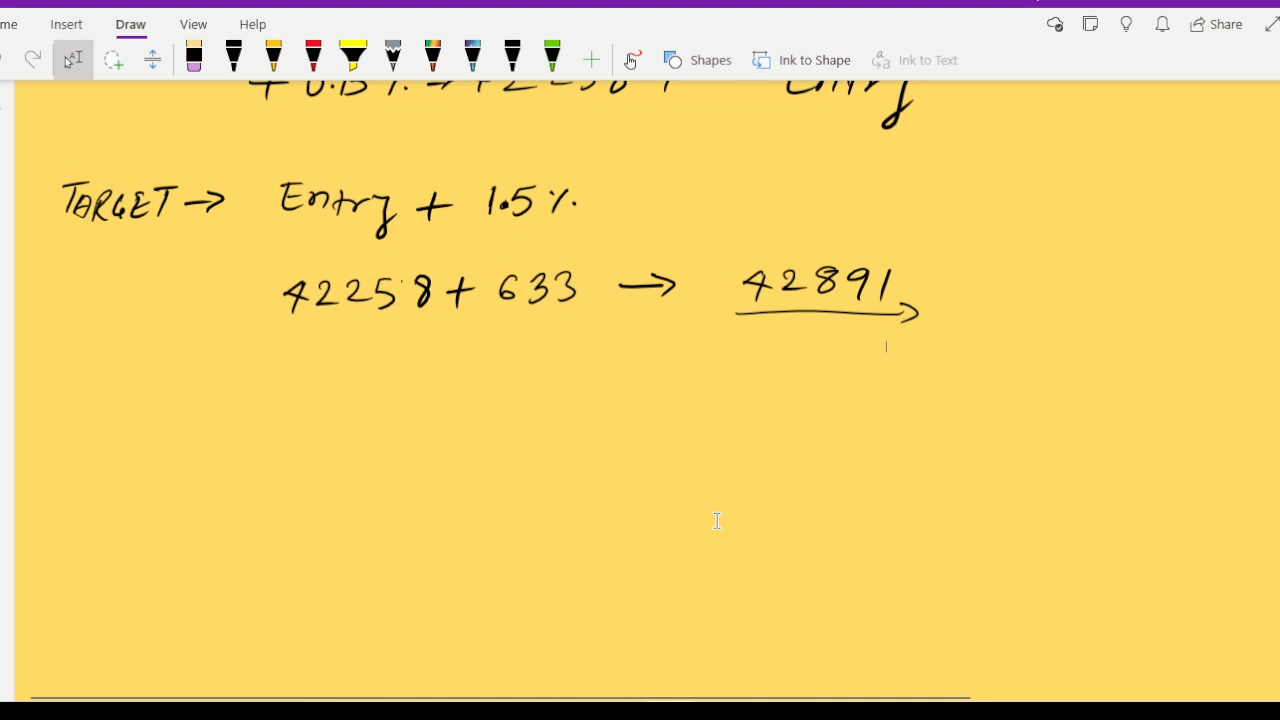 me Insert Draw View Help Share
Shapes Ink to Shape Ink to Text
Entry
TARGET → Entry + 1.5 %.
42258 + 633 → 42891